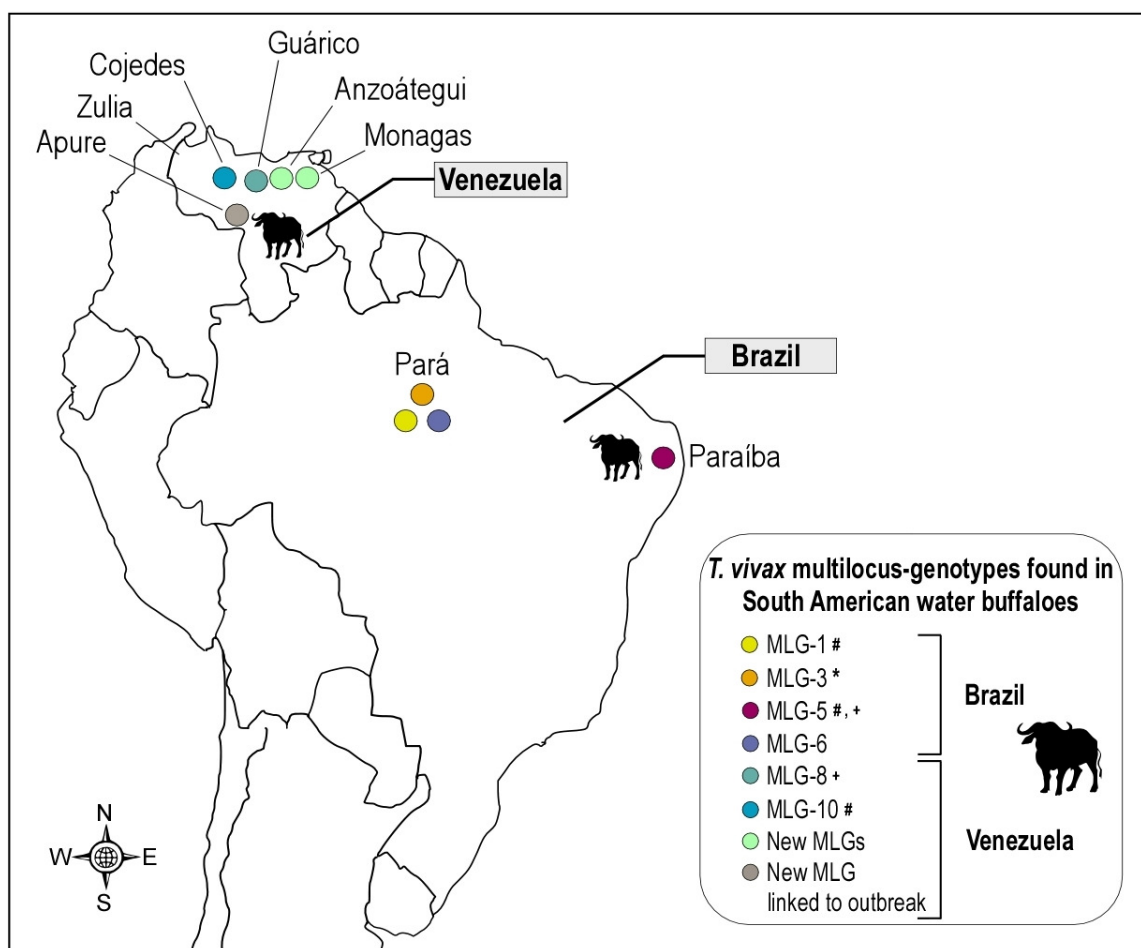 Guárico
Cojedes
Anzoátegui
Zulia
Monagas
Apure
Venezuela
Brazil
Pará
Paraíba
T. vivax multilocus-genotypes found in
South American water buffaloes
MLG-1 #
MLG-3 *
MLG-5 #, +
MLG-6
Brazil
MLG-8 +
MLG-10 #
New MLGs
New MLG
linked to outbreak
Venezuela
N
W E
S